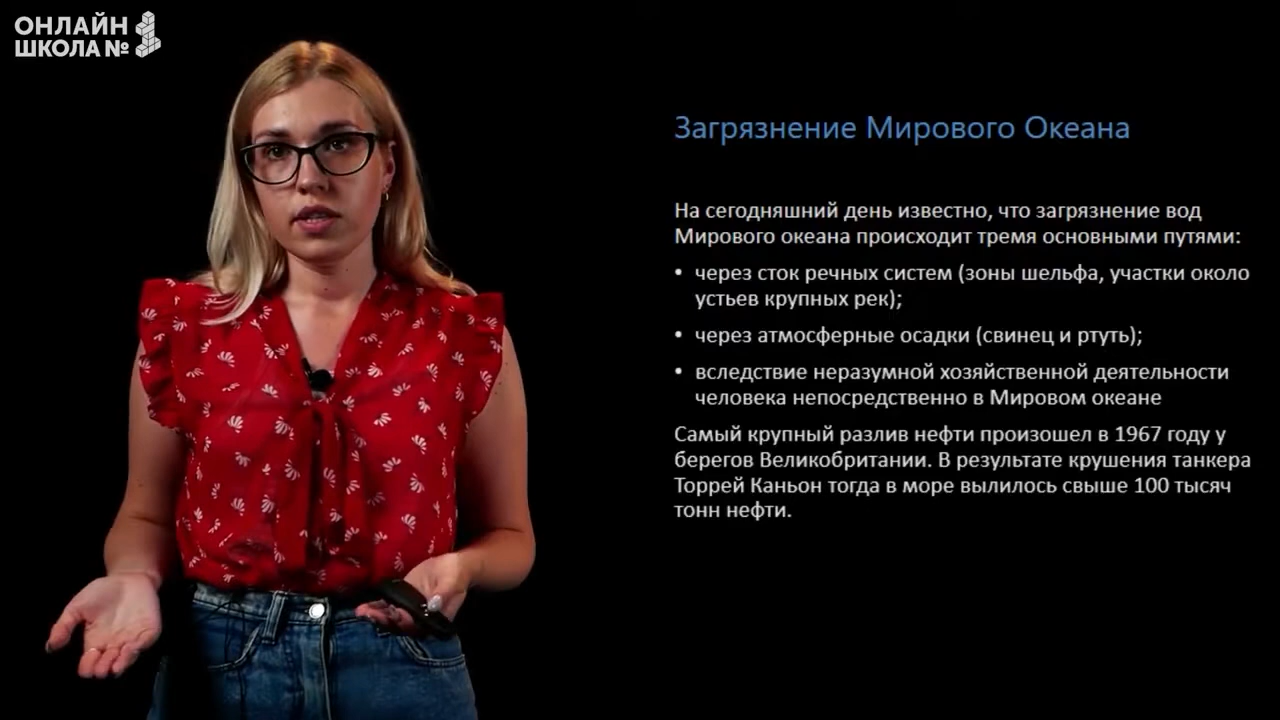 ОНЛАЙН
ШКОЛА №1
Загрязнение Мирового Океана
На сегодняшний день известно, что загрязнение вод
Мирового океана происходит тремя основными путями:
• через сток речных систем (зоны шельфа, участки около
устьев крупных рек);
• через атмосферные осадки (свинец и ртуть);
• вследствие неразумной хозяйственной деятельности
человека непосредственно в Мировом океане
Самый крупный разлив нефти произошел в 1967 году у
берегов Великобритании. В результате крушения танкера
Торрей Каньон тогда в море вылилось свыше 100 тысяч
тонн нефти.